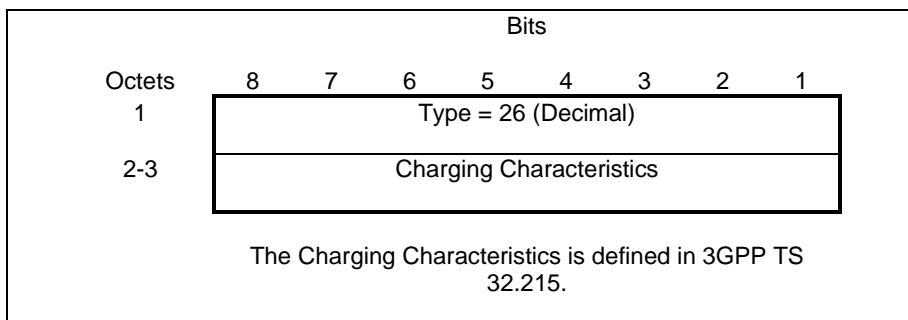 Bits
Octets 8 7 6 5 4 3 2 1
1 Type = 26 (Decimal)
2-3 Charging Characteristics
The Charging Characteristics is defined in 3GPP TS
32.215.